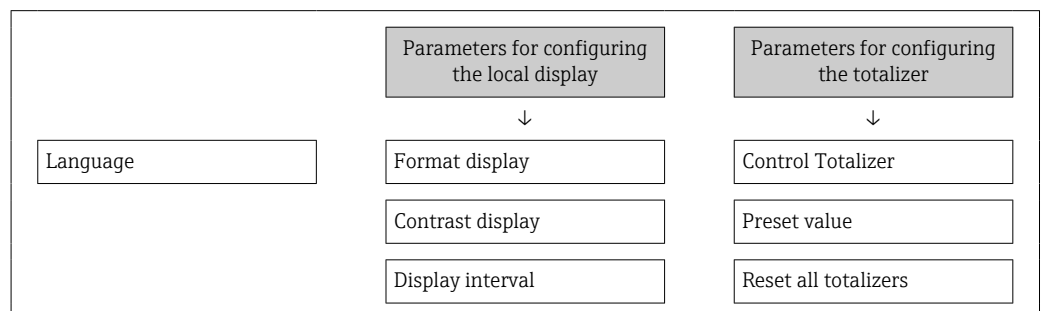 Parameters for configuring
the local display
Parameters for configuring
the totalizer
↓
↓
Language
Format display
Control Totalizer
Contrast display
Preset value
Display interval
Reset all totalizers